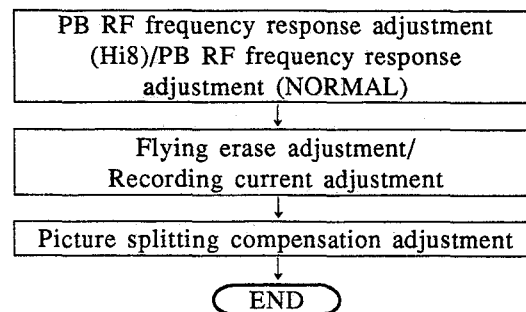 PB RF frequency response adjustment
(Hi8)/PB RF frequency response
adjustment (NORMAL)
Flying erase adjustment/
Recording current adjustment
Picture splitting compensation adjustment
END